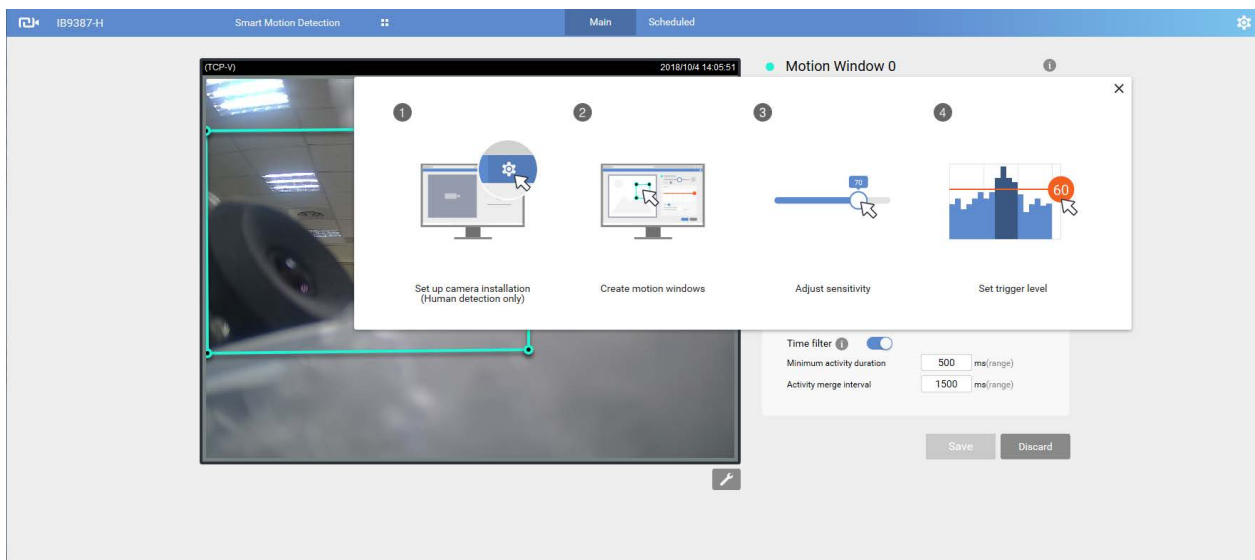 IB9387-H
Smart Motion Detection
Main
Scheduled
(TCP-V)
2018/10/4 14:05:51
Motion Window 0
i
1
2
3
4
70
60
Set up camera installation
(Human detection only)
Create motion windows
Adjust sensitivity
Set trigger level
Time filter i
Minimum activity duration 500 ms(range)
Activity merge interval 1500 ms(range)
Save
Discard